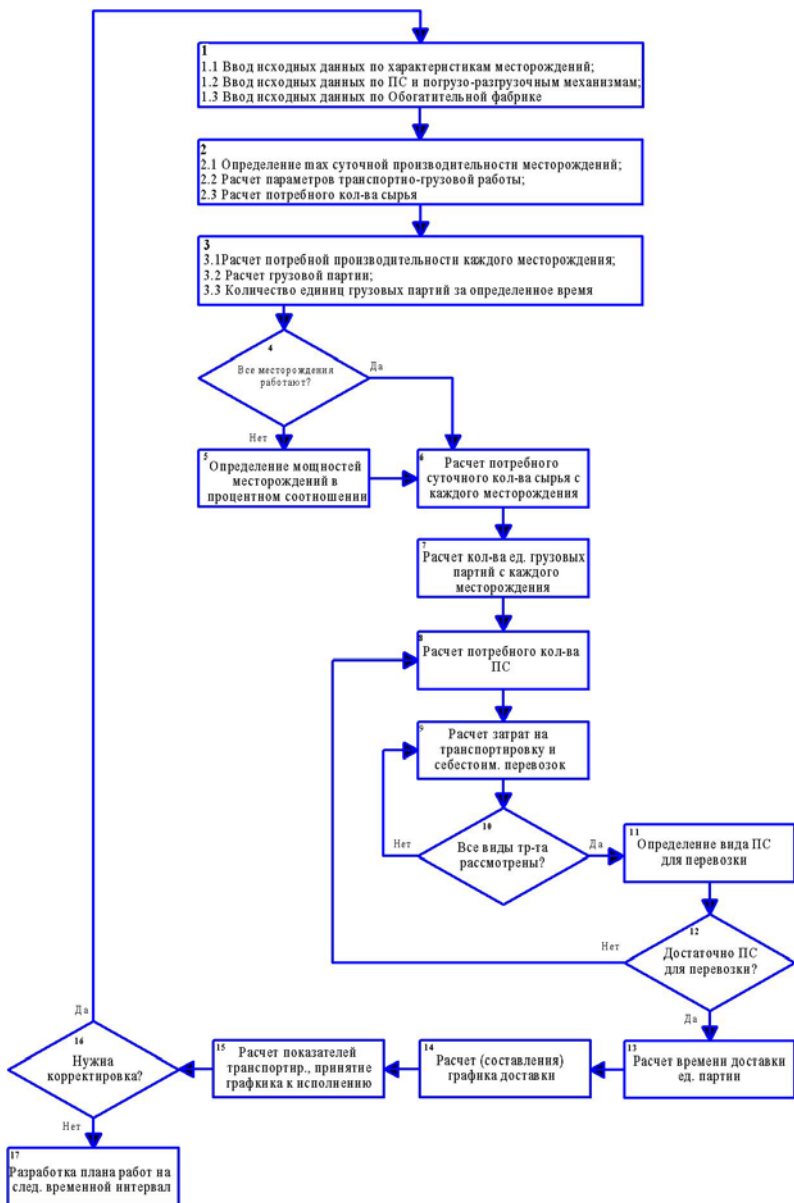 1
1.1 Ввод исходных данных по характеристикам месторождений;
1.2 Ввод исходных данных по ПС и погрузо-разгрузочным механизмам;
1.3 Ввод исходных данных по Обогатительной фабрике
2
2.1 Определение max суточной производительности месторождений;
2.2 Расчет параметров транспортно-грузовой работы;
2.3 Расчет потребного кол-ва сырья
3
3.1Расчет потребной производительности каждого месторождения;
3.2 Расчет грузовой партии;
3.3 Количество единиц грузовых партий за определенное время
4
Все месторождения
работают?
Да
Нет
5
Определение мощностей
месторождений в
процентном соотношении
6
Расчет потребного
суточного кол-ва сырья с
каждого месторождения
7
Расчет кол-ва ед. грузовых
партий с каждого
месторождения
8
Расчет потребного кол-ва
ПС
9
Расчет затрат на
транспортировку и
себестоим. перевозок
10
Все виды тр-та
рассмотрены?
Нет
Да
11
Определение вида ПС
для перевозки
12
Достаточно ПС
для перевозки?
Нет
Да
13
Расчет времени доставки
ед. партии
14
Расчет (составления)
графика доставки
15
Расчет показателей
транспортир., принятие
графкика к исполнению
16
Нужна
корректировка?
Да
Нет
17
Разработка плана работ на
след. временной интервал